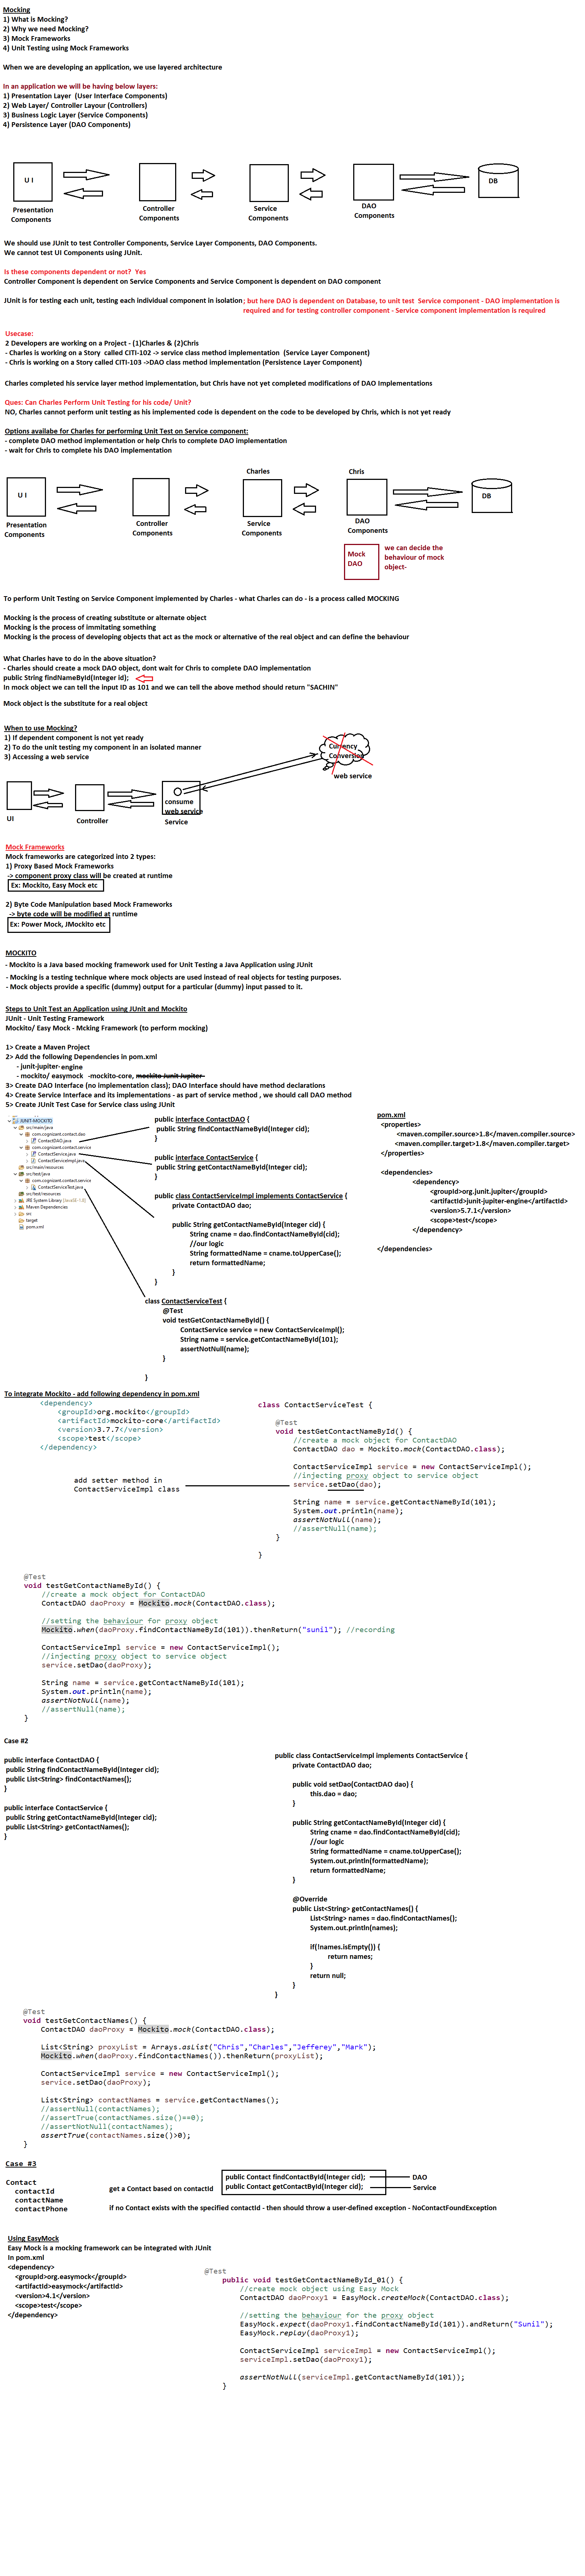 Mocking
1) What is Mocking?
2) Why we need Mocking?
3) Mock Frameworks
4) Unit Testing using Mock Frameworks
When we are developing an application, we use layered architecture
In an application we will be having below layers:
1) Presentation Layer (User Interface Components)
2) Web Layer/ Controller Layour (Controllers)
3) Business Logic Layer (Service Components)
4) Persistence Layer (DAO Components)
U I
DB
Presentation
Components
Controller
Components
Service
Components
DAO
Components
We should use JUnit to test Controller Components, Service Layer Components, DAO Components.
We cannot test UI Components using JUnit.
Is these components dependent or not? Yes
Controller Component is dependent on Service Components and Service Component is dependent on DAO component
JUnit is for testing each unit, testing each individual component in isolation ; but here DAO is dependent on Database, to unit test Service component - DAO implementation is
required and for testing controller component - Service component implementation is required
Usecase:
2 Developers are working on a Project - (1)Charles & (2)Chris
- Charles is working on a Story called CITI-102 -> service class method implementation (Service Layer Component)
- Chris is working on a Story called CITI-103 ->DAO class method implementation (Persistence Layer Component)
Charles completed his service layer method implementation, but Chris have not yet completed modifications of DAO Implementations
Ques: Can Charles Perform Unit Testing for his code/ Unit?
NO, Charles cannot perform unit testing as his implemented code is dependent on the code to be developed by Chris, which is not yet ready
Options availabe for Charles for performing Unit Test on Service component:
- complete DAO method implementation or help Chris to complete DAO implementation
- wait for Chris to complete his DAO implementation
Charles
Chris
U I
DB
Presentation
Components
Controller
Components
Service
Components
DAO
Components
Mock
DAO
we can decide the
behaviour of mock
object-
To perform Unit Testing on Service Component implemented by Charles - what Charles can do - is a process called MOCKING
Mocking is the process of creating substitute or alternate object
Mocking is the process of immitating something
Mocking is the process of developing objects that act as the mock or alternative of the real object and can define the behaviour
What Charles have to do in the above situation?
- Charles should create a mock DAO object, dont wait for Chris to complete DAO implementation
public String findNameById(Integer id);
In mock object we can tell the input ID as 101 and we can tell the above method should return "SACHIN"
Mock object is the substitute for a real object
When to use Mocking?
1) If dependent component is not yet ready
2) To do the unit testing my component in an isolated manner
3) Accessing a web service
Currency
Conversion
web service
consume
web service
UI
Controller
Service
Mock Frameworks
Mock frameworks are categorized into 2 types:
1) Proxy Based Mock Frameworks
-> component proxy class will be created at runtime
Ex: Mockito, Easy Mock etc
2) Byte Code Manipulation based Mock Frameworks
-> byte code will be modified at runtime
Ex: Power Mock, JMockito etc
MOCKITO
- Mockito is a Java based mocking framework used for Unit Testing a Java Application using JUnit
- Mocking is a testing technique where mock objects are used instead of real objects for testing purposes.
- Mock objects provide a specific (dummy) output for a particular (dummy) input passed to it.
Steps to Unit Test an Application using JUnit and Mockito
JUnit - Unit Testing Framework
Mockito/ Easy Mock - Mcking Framework (to perform mocking)
1> Create a Maven Project
2> Add the following Dependencies in pom.xml
- junit-jupiter-engine
- mockito/ easymock -mockito-core, mockito-junit-jupiter
3> Create DAO Interface (no implementation class); DAO Interface should have method declarations
4> Create Service Interface and its implementations - as part of service method , we should call DAO method
5> Create JUnit Test Case for Service class using JUnit
JUNIT-MOCKITO
src/main/java
com.cognizant.contact.dao
ContactDAO.java
com.cognizant.contact.service
ContactService.java
ContactServiceImpl.java
src/main/resources
src/test/java
com.cognizant.contact.service
ContactServiceTest.java
src/test/resources
JRE System Library [JavaSE-1.8]
Maven Dependencies
src
target
pom.xml
public interface ContactDAO {
public String findContactNameById(Integer cid);
}
public interface ContactService {
public String getContactNameById(Integer cid);
}
public class ContactServiceImpl implements ContactService {
private ContactDAO dao;
public String getContactNameById(Integer cid) {
String cname = dao.findContactNameById(cid);
//our logic
String formattedName = cname.toUpperCase();
return formattedName;
}
}
class ContactServiceTest {
@Test
void testGetContactNameById() {
ContactService service = new ContactServiceImpl();
String name = service.getContactNameById(101);
assertNotNull(name);
}
}
pom.xml
<properties>
<maven.compiler.source>1.8</maven.compiler.source>
<maven.compiler.target>1.8</maven.compiler.target>
</properties>
<dependencies>
<dependency>
<groupId>org.junit.jupiter</groupId>
<artifactId>junit-jupiter-engine</artifactId>
<version>5.7.1</version>
<scope>test</scope>
</dependency>
</dependencies>
To integrate Mockito - add following dependency in pom.xml
<dependency>
<groupId>org.mockito</groupId>
<artifactId>mockito-core</artifactId>
<version>3.7.7</version>
<scope>test</scope>
</dependency>
add setter method in
ContactServiceImpl class
class ContactServiceTest {
@Test
void testGetContactNameById() {
//create a mock object for ContactDAO
ContactDAO dao = Mockito.mock(ContactDAO.class);
ContactServiceImpl service = new ContactServiceImpl();
//injecting proxy object to service object
service.setDao(dao);
String name = service.getContactNameById(101);
System.out.println(name);
assertNotNull(name);
//assertNull(name);
}
}
@Test
void testGetContactNameById() {
//create a mock object for ContactDAO
ContactDAO daoProxy = Mockito.mock(ContactDAO.class);
//setting the behaviour for proxy object
Mockito.when(daoProxy.findContactNameById(101)).thenReturn("sunil"); //recording
ContactServiceImpl service = new ContactServiceImpl();
//injecting proxy object to service object
service.setDao(daoProxy);
String name = service.getContactNameById(101);
System.out.println(name);
assertNotNull(name);
//assertNull(name);
}
Case #2
public interface ContactDAO {
public String findContactNameById(Integer cid);
public List<String> findContactNames();
}
public interface ContactService {
public String getContactNameById(Integer cid);
public List<String> getContactNames();
}
public class ContactServiceImpl implements ContactService {
private ContactDAO dao;
public void setDao(ContactDAO dao) {
this.dao = dao;
}
public String getContactNameById(Integer cid) {
String cname = dao.findContactNameById(cid);
//our logic
String formattedName = cname.toUpperCase();
System.out.println(formattedName);
return formattedName;
}
@Override
public List<String> getContactNames() {
List<String> names = dao.findContactNames();
System.out.println(names);
if(!names.isEmpty()) {
return names;
}
return null;
}
}
@Test
void testGetContactNames() {
ContactDAO daoProxy = Mockito.mock(ContactDAO.class);
List<String> proxyList = Arrays.asList("Chris","Charles","Jefferey","Mark");
Mockito.when(daoProxy.findContactNames()).thenReturn(proxyList);
ContactServiceImpl service = new ContactServiceImpl();
service.setDao(daoProxy);
List<String> contactNames = service.getContactNames();
//assertNull(contactNames);
//assertTrue(contactNames.size()==0);
//assertNotNull(contactNames);
assertTrue(contactNames.size()>0);
}
Case #3
Contact
contactId
contactName
contactPhone
get a Contact based on contactId
public Contact findContactById(Integer cid);
DAO
public Contact getContactById(Integer cid);
Service
if no Contact exists with the specified contactId - then should throw a user-defined exception - NoContactFoundException
Using EasyMock
Easy Mock is a mocking framework can be integrated with JUnit
In pom.xml
<dependency>
<groupId>org.easymock</groupId>
<artifactId>easymock</artifactId>
<version>4.1</version>
<scope>test</scope>
</dependency>
@Test
public void testGetContactNameById_01() {
//create mock object using Easy Mock
ContactDAO daoProxy1 = EasyMock.createMock(ContactDAO.class);
//setting the behaviour for the proxy object
EasyMock.expect(daoProxy1.findContactNameById(101)).andReturn("Sunil");
EasyMock.replay(daoProxy1);
ContactServiceImpl serviceImpl = new ContactServiceImpl();
serviceImpl.setDao(daoProxy1);
assertNotNull(serviceImpl.getContactNameById(101));
}